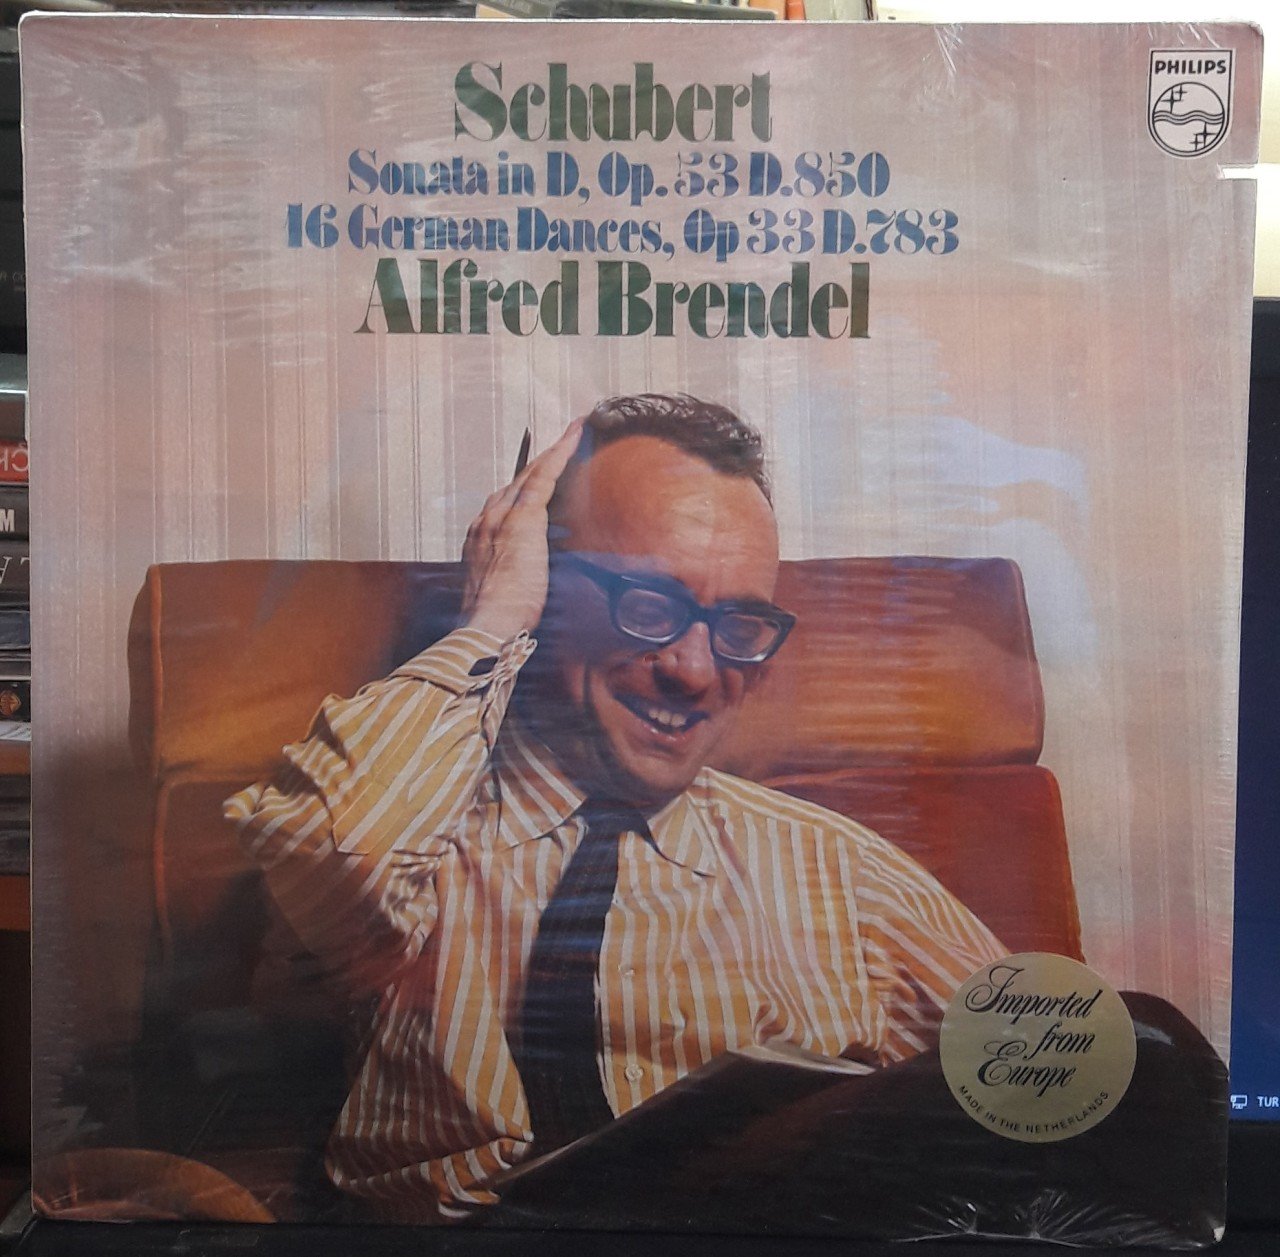 PHILIPS
Schubert
Sonata in D, Op. 53 D.850
16 German Dances, Op 33 D.783
Alfred Brendel
Imported
from
Europe
MADE IN THE NETHERLANDS
TUR